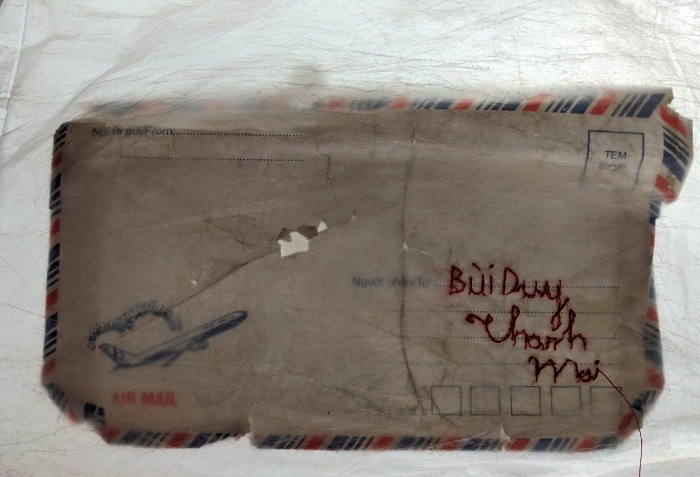 Người gửi/From:
TEM
Người nhận/To:
Bùi Duy
Thanh
Mai
AIR MAIL